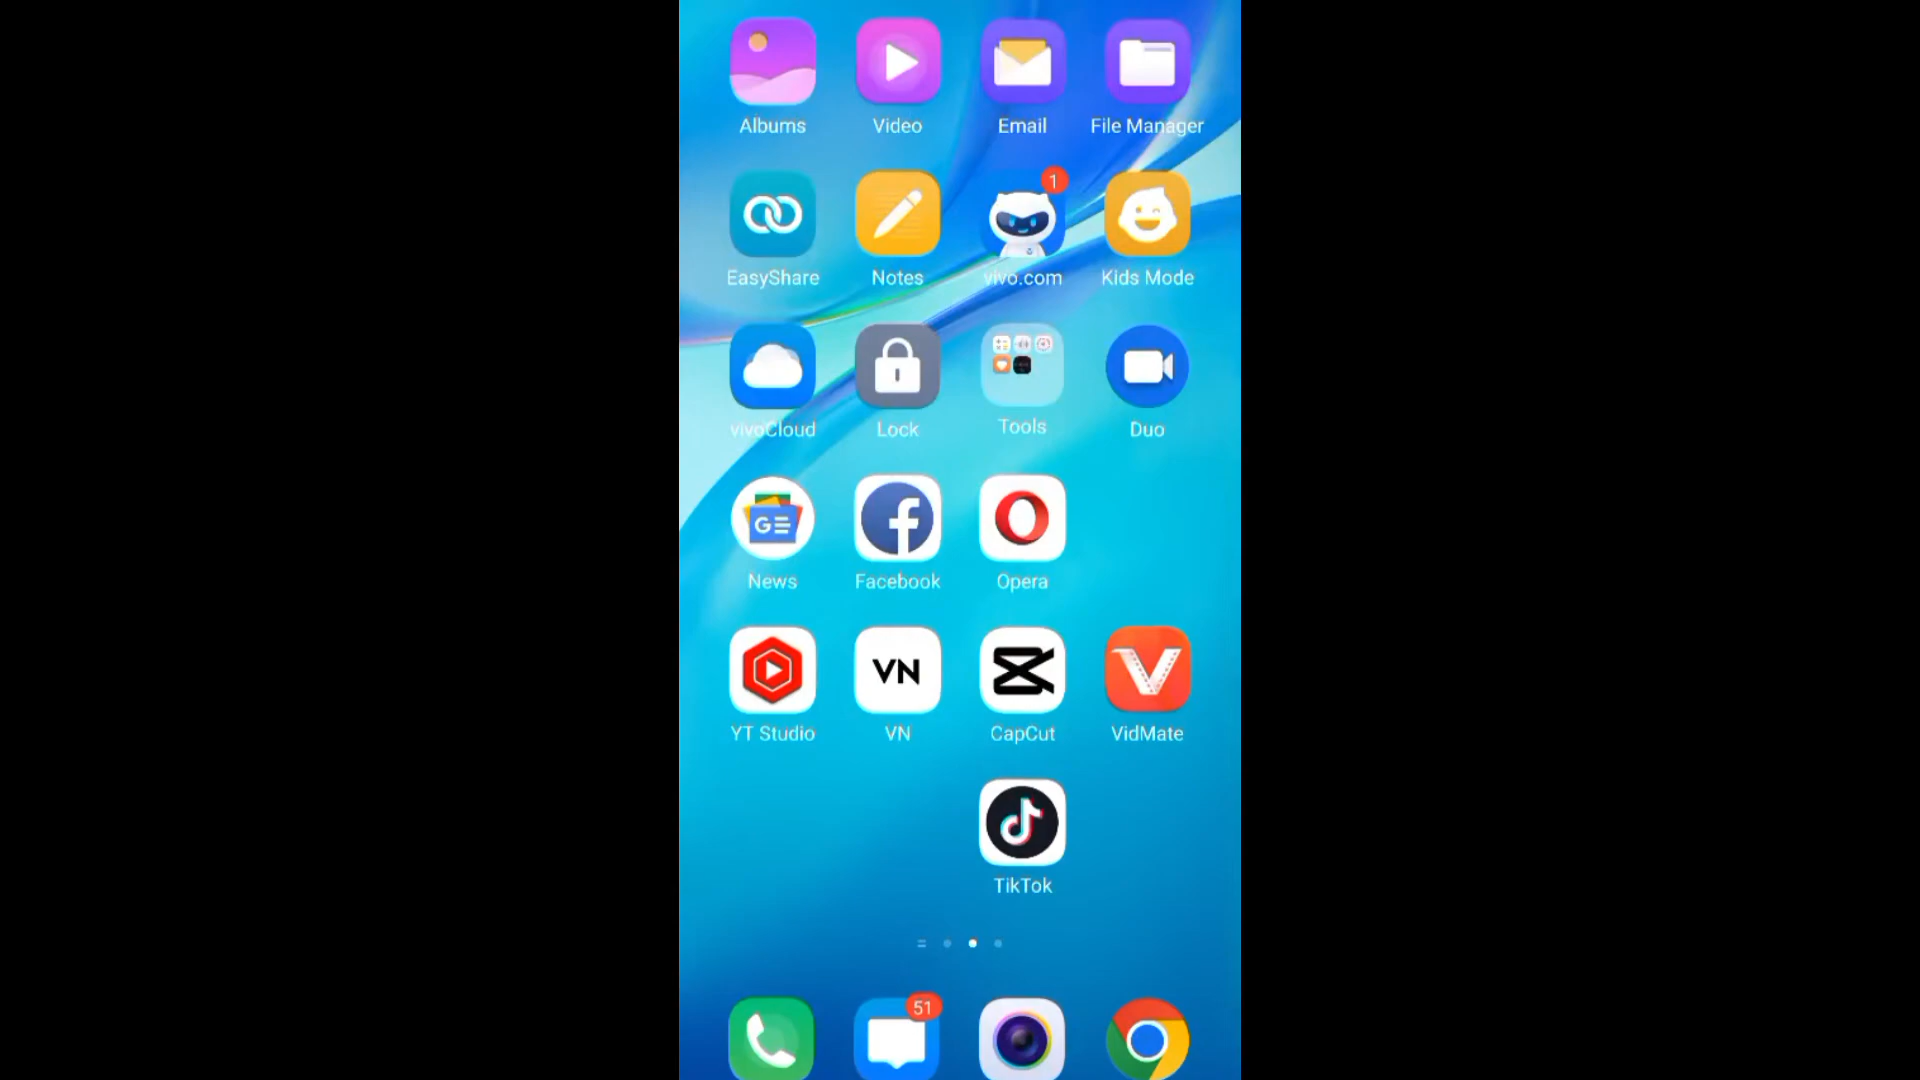 Albums Video Email File Manager
1
EasyShare Notes vivo.com Kids Mode
vivoCloud Lock Tools Duo
GE
News Facebook Opera
VN
YT Studio VN CapCut VidMate
TikTok
51